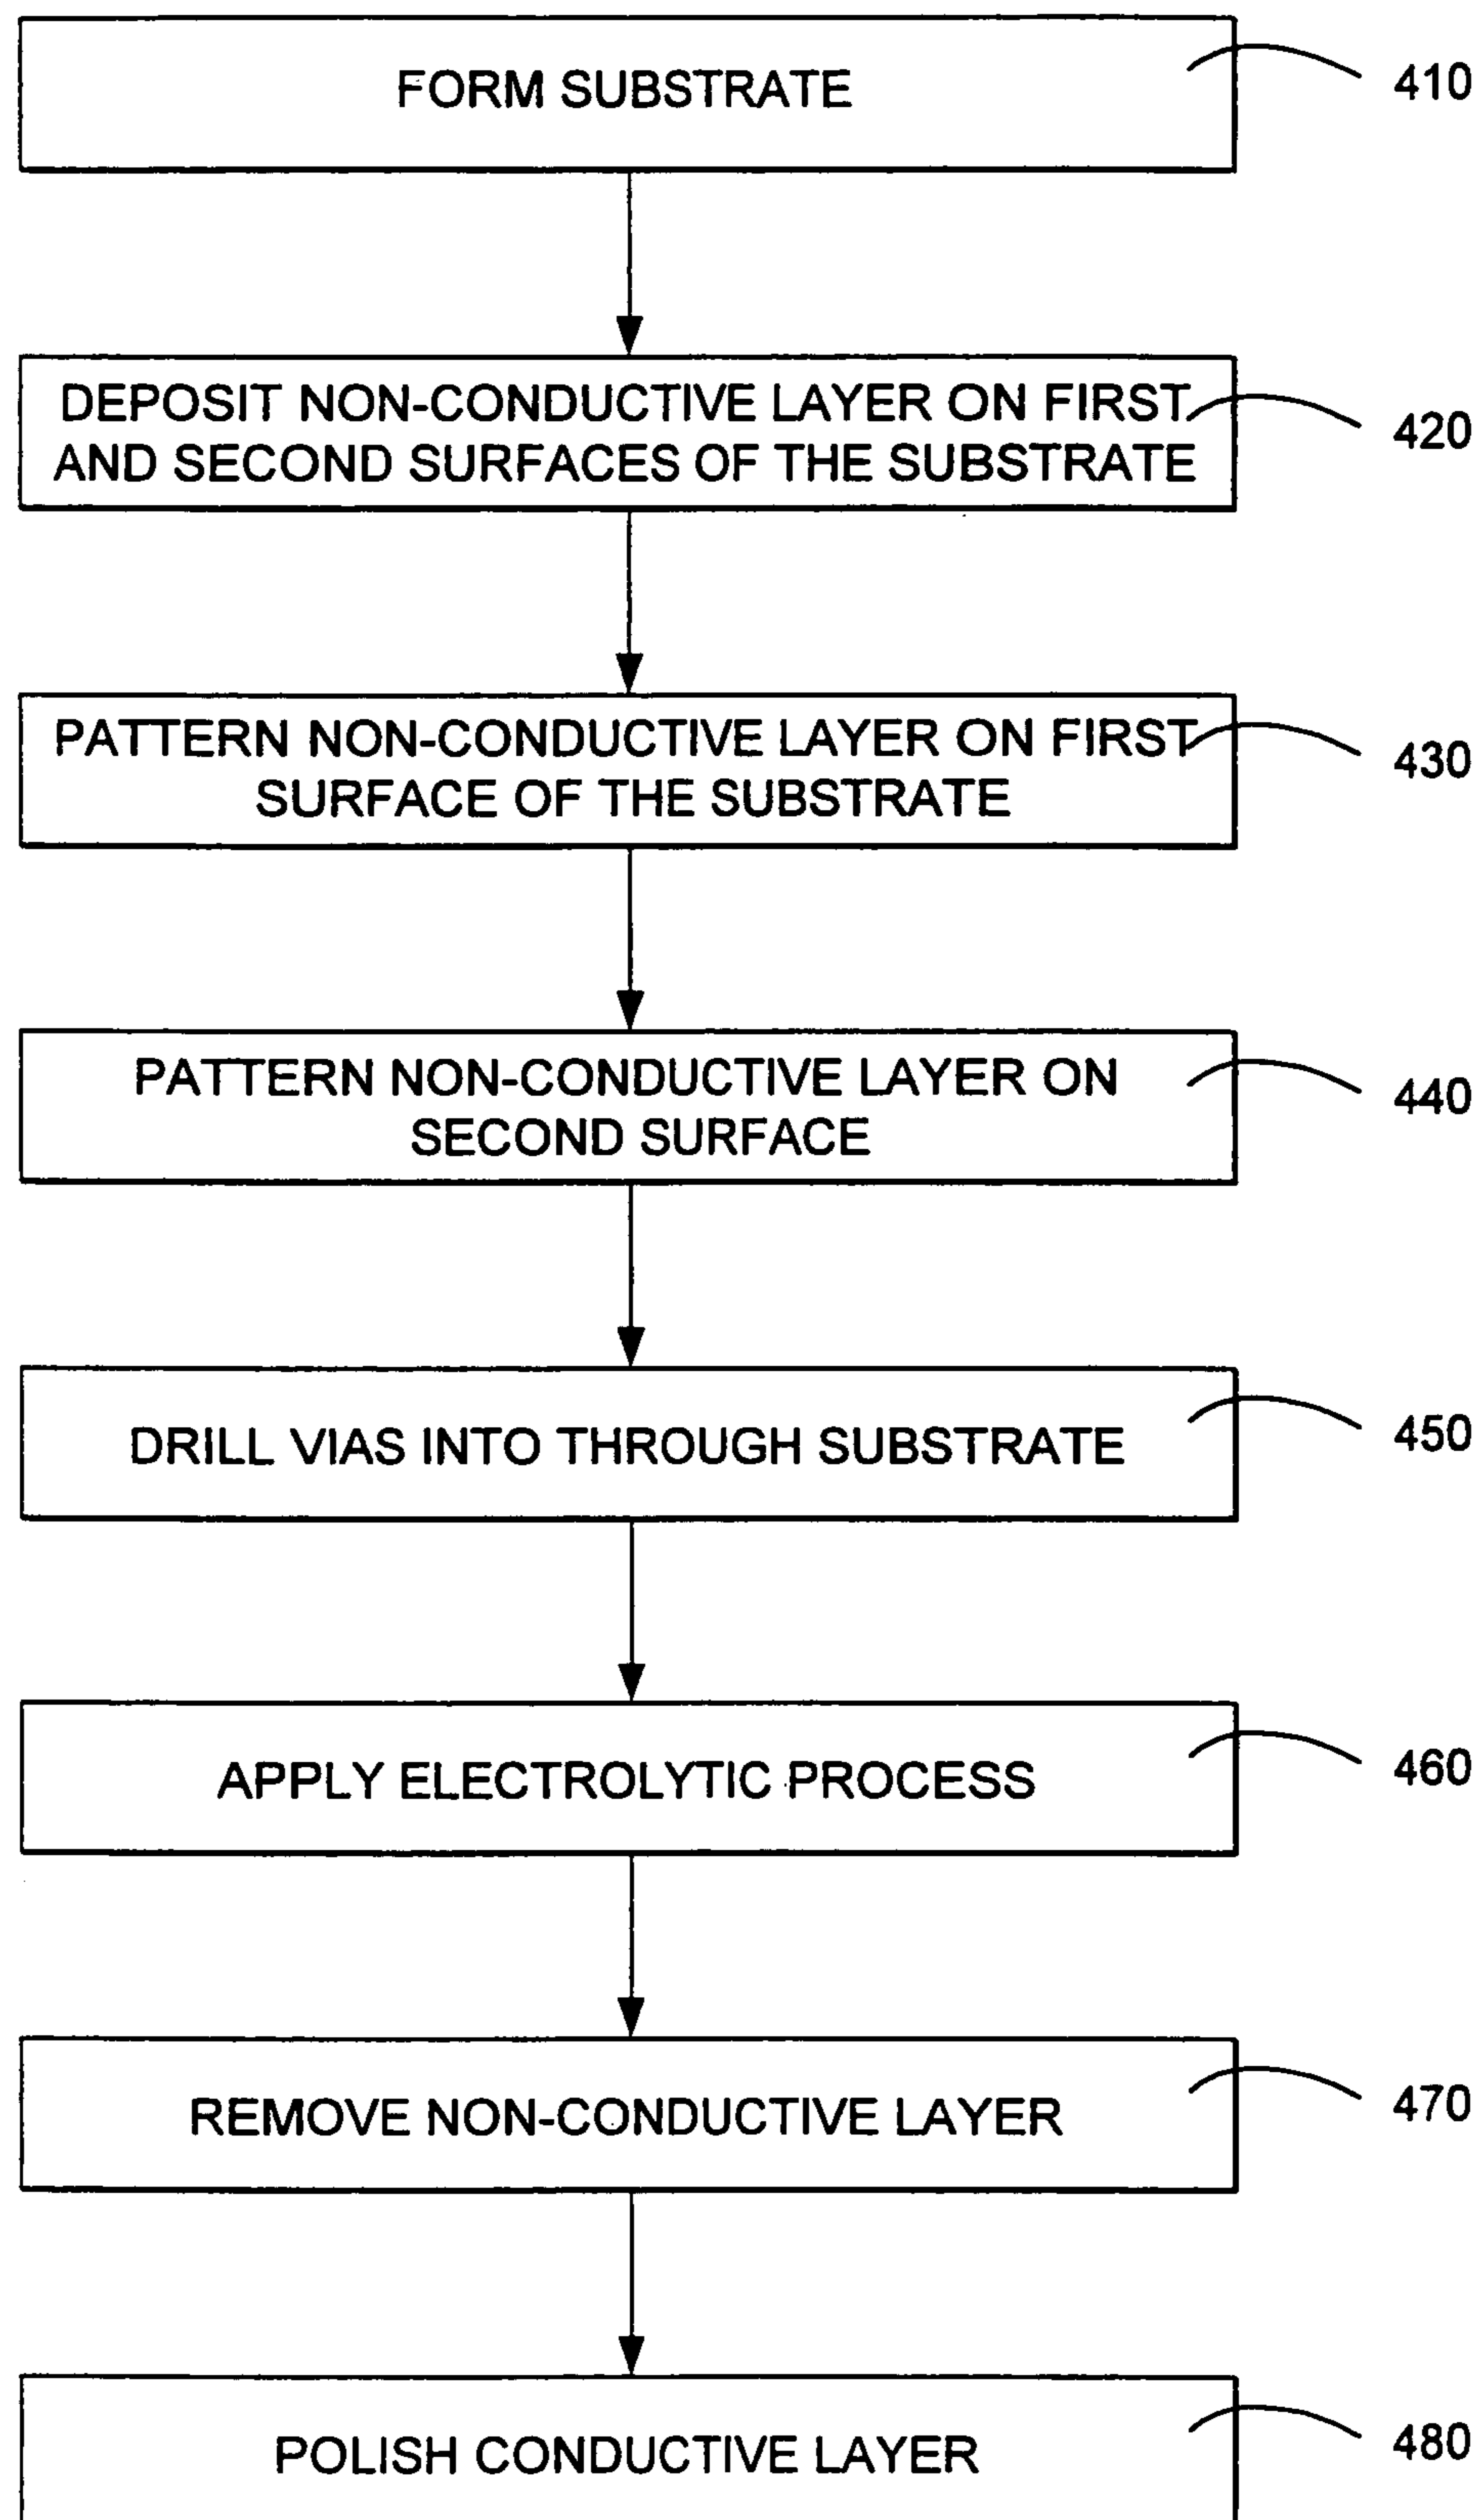 FORM SUBSTRATE
410
DEPOSIT NON-CONDUCTIVE LAYER ON FIRST
AND SECOND SURFACES OF THE SUBSTRATE
420
PATTERN NON-CONDUCTIVE LAYER ON FIRST
SURFACE OF THE SUBSTRATE
430
PATTERN NON-CONDUCTIVE LAYER ON
SECOND SURFACE
440
DRILL VIAS INTO THROUGH SUBSTRATE
450
APPLY ELECTROLYTIC PROCESS
460
REMOVE NON-CONDUCTIVE LAYER
470
POLISH CONDUCTIVE LAYER
480